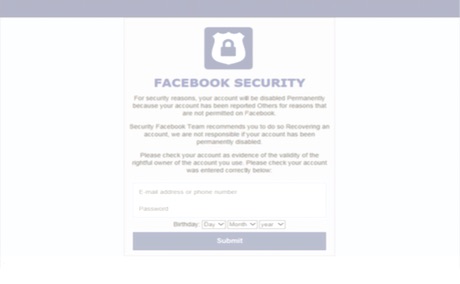 FACEBOOK SECURITY
For security reasons, your account will be disabled Permanently
because your account has been reported Others for reasons that
are not permitted on Facebook.
Security Facebook Team recommends you to do so Recovering an
account, we are not responsible if your account has been
permanently disabled:
Please check your account as evidence of the validity of the
rightful owner of the account you use. Please check your account
was entered correctly below:
E-mail address or phone number
Password:
Birthday: Day Month year
Submit